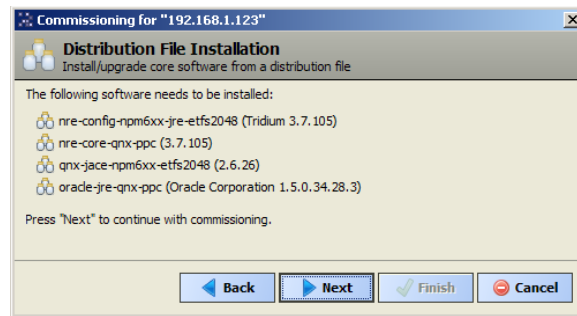 Commissioning for "192.168.1.123"
Distribution File Installation
Install/upgrade core software from a distribution file
The following software needs to be installed:
nre-config-npm6xx-jre-etfs2048 (Tridium 3.7.105)
nre-core-qnx-ppc (3.7.105)
qnx-jace-npm6xx-etfs2048 (2.6.26)
oracle-jre-qnx-ppc (Oracle Corporation 1.5.0.34.28.3)
Press "Next" to continue with commissioning.
Back Next Finish Cancel